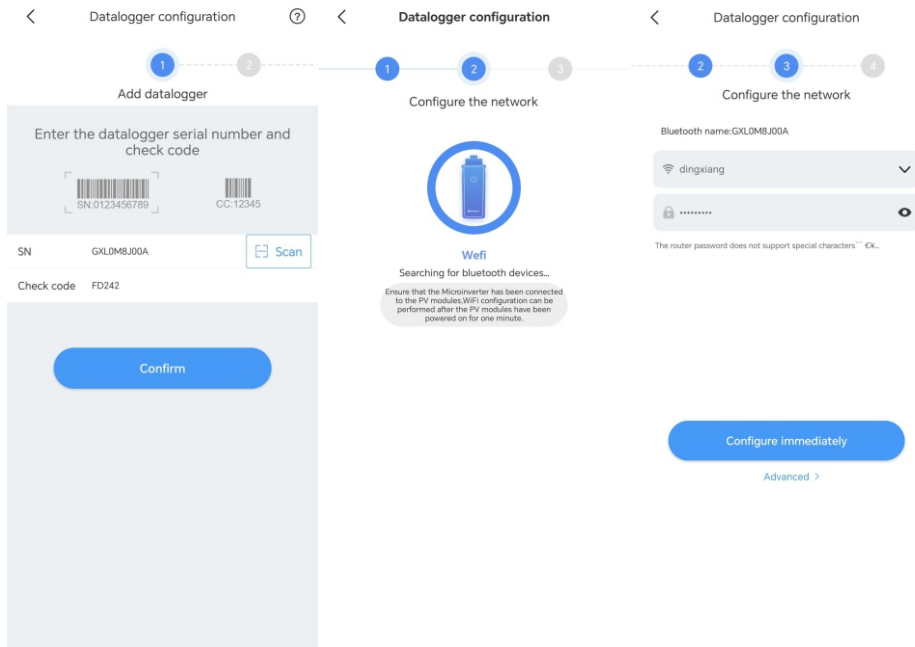 Datalogger configuration
1
2
Add datalogger
Enter the datalogger serial number and
check code
SN:0123456789
CC:12345
SN GXL0M8J00A Scan
Check code FD242
Confirm
Datalogger configuration
1
2
3
Configure the network
Wefi
Searching for bluetooth devices...
Ensure that the Microinverter has been connected
to the PV modules,WiFi configuration can be
performed after the PV modules have been
powered on for one minute.
Datalogger configuration
2
3
4
Configure the network
Bluetooth name:GXL0M8J00A
dingxiang
•••••••••
The router password does not support special characters``` €¥..
Configure immediately
Advanced >